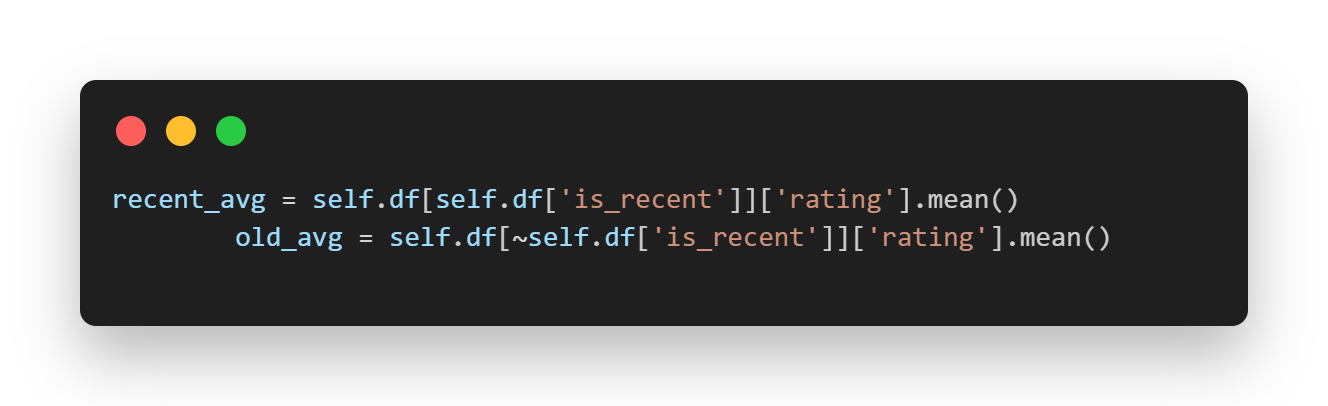 recent_avg = self.df[self.df['is_recent']]['rating'].mean()
        old_avg = self.df[~self.df['is_recent']]['rating'].mean()